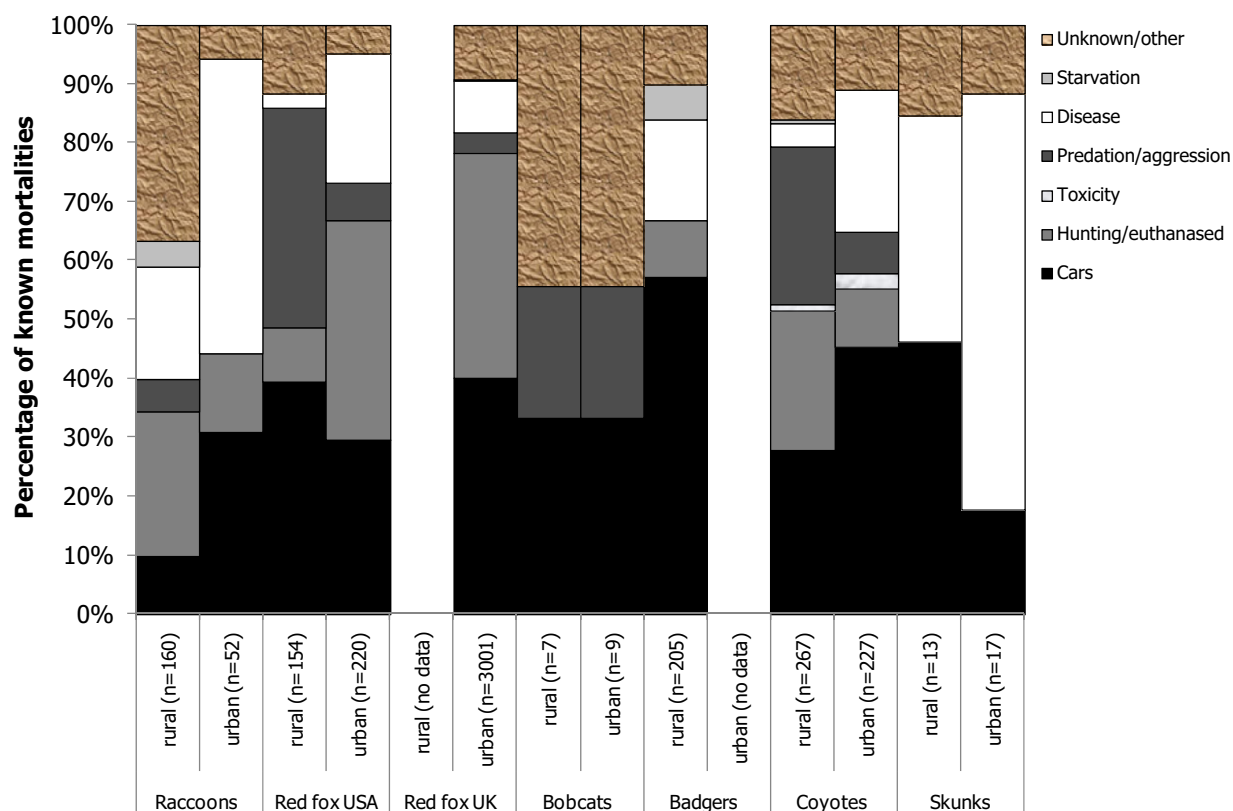 Percentage of known mortalities
100%
90%
80%
70%
60%
50%
40%
30%
20%
10%
0%
Unknown/other
Starvation
Disease
Predation/aggression
Toxicity
Hunting/euthanased
Cars
rural (n=160)
urban (n=52)
rural (n=154)
urban (n=220)
rural (no data)
urban (n=3001)
rural (n=7)
urban (n=9)
rural (n=205)
urban (no data)
rural (n=267)
urban (n=227)
rural (n=13)
urban (n=17)
Raccoons
Red fox USA
Red fox UK
Bobcats
Badgers
Coyotes
Skunks